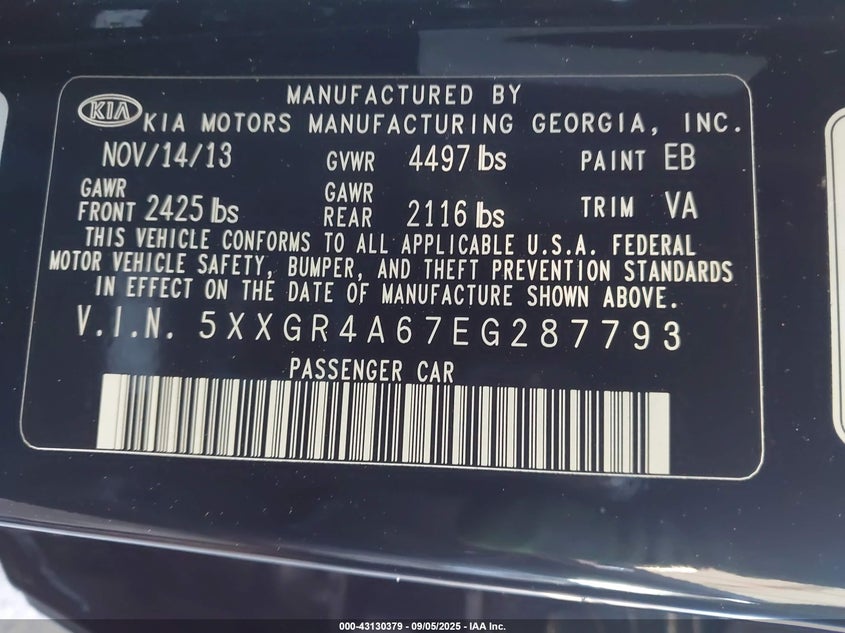 MANUFACTURED BY
KIA KIA MOTORS MANUFACTURING GEORGIA, INC.
NOV/14/13 GVWR 4497 lbs PAINT EB
GAWR FRONT 2425 lbs GAWR REAR 2116 lbs TRIM VA
THIS VEHICLE CONFORMS TO ALL APPLICABLE U.S.A. FEDERAL
MOTOR VEHICLE SAFETY, BUMPER, AND THEFT PREVENTION STANDARDS
IN EFFECT ON THE DATE OF MANUFACTURE SHOWN ABOVE.
V.I.N. 5XXGR4A67EG287793
PASSENGER CAR
000-43130379 - 09/05/2025 - IAA Inc.